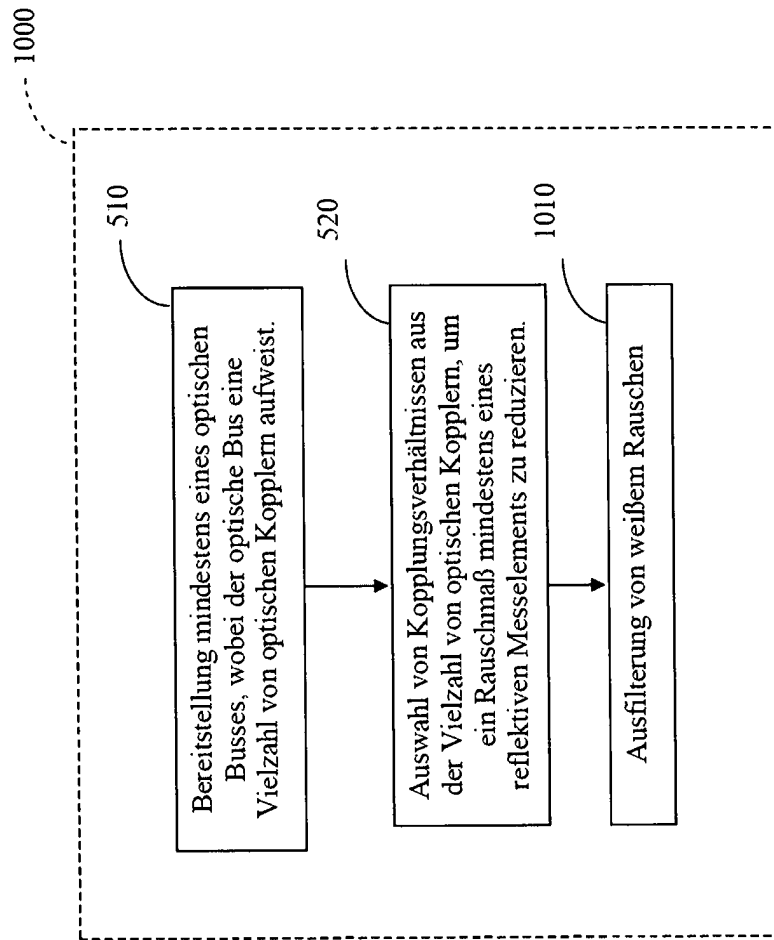 1000
510
Bereitstellung mindestens eines optischen
Busses, wobei der optische Bus eine
Vielzahl von optischen Kopplern aufweist.
520
Auswahl von Kopplungsverhältnissen aus
der Vielzahl von optischen Kopplern, um
ein Rauschmaß mindestens eines
reflektiven Messelements zu reduzieren.
1010
Ausfilterung von weißem Rauschen